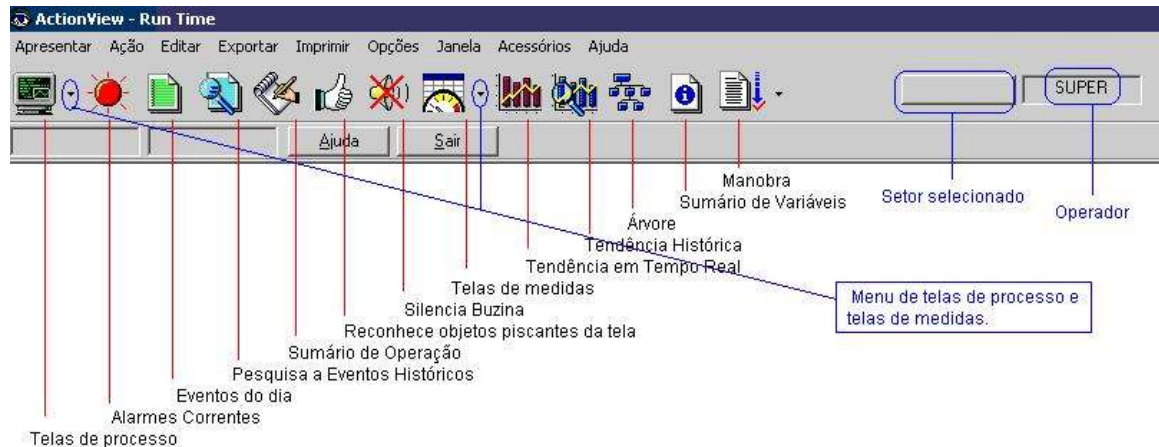 ActionView - Run Time
Apresentar Ação Editar Exportar Imprimir Opções Janela Acessórios Ajuda
SUPER
Ajuda Sair
Manobra
Sumário de Variáveis
Setor selecionado
Operador
Árvore
Tendência Histórica
Tendência em Tempo Real
Telas de medidas
Menu de telas de processo e
telas de medidas.
Silencia Buzina
Reconhece objetos piscantes da tela
Sumário de Operação
Pesquisa a Eventos Históricos
Eventos do dia
Alarmes Correntes
Telas de processo